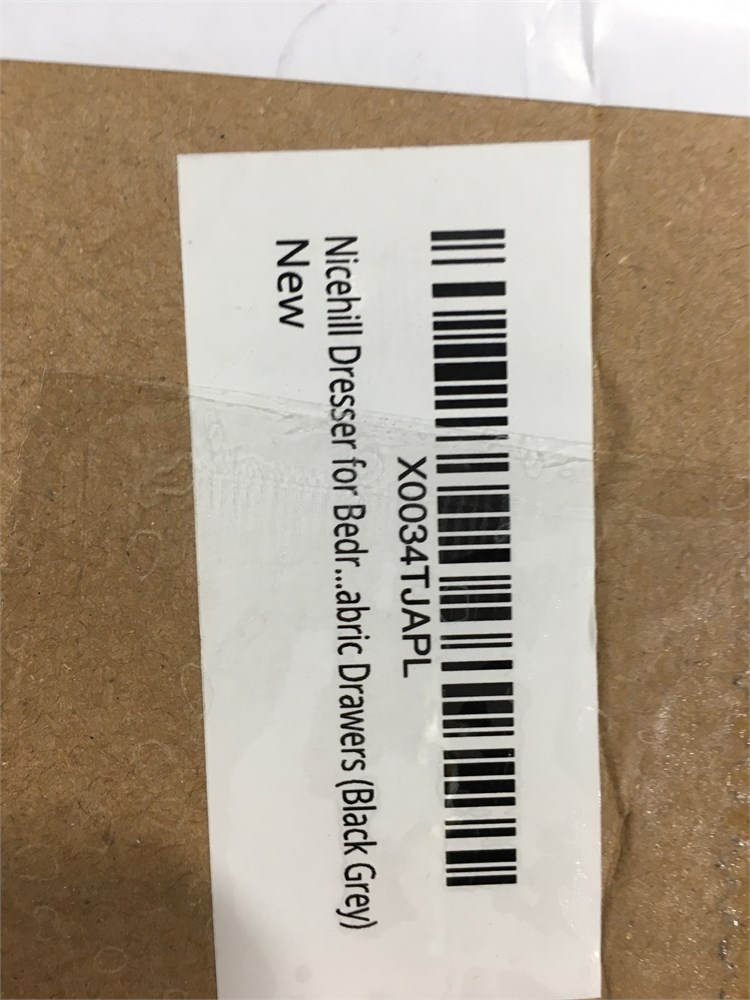 X0034TJAPL
Nicehill Dresser for Bedr...abric Drawers (Black Grey)
New